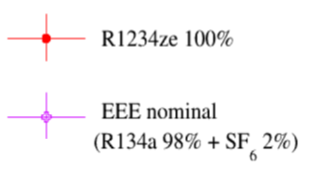 R1234ze 100%
EEE nominal
(R134a 98% + SF₆ 2%)